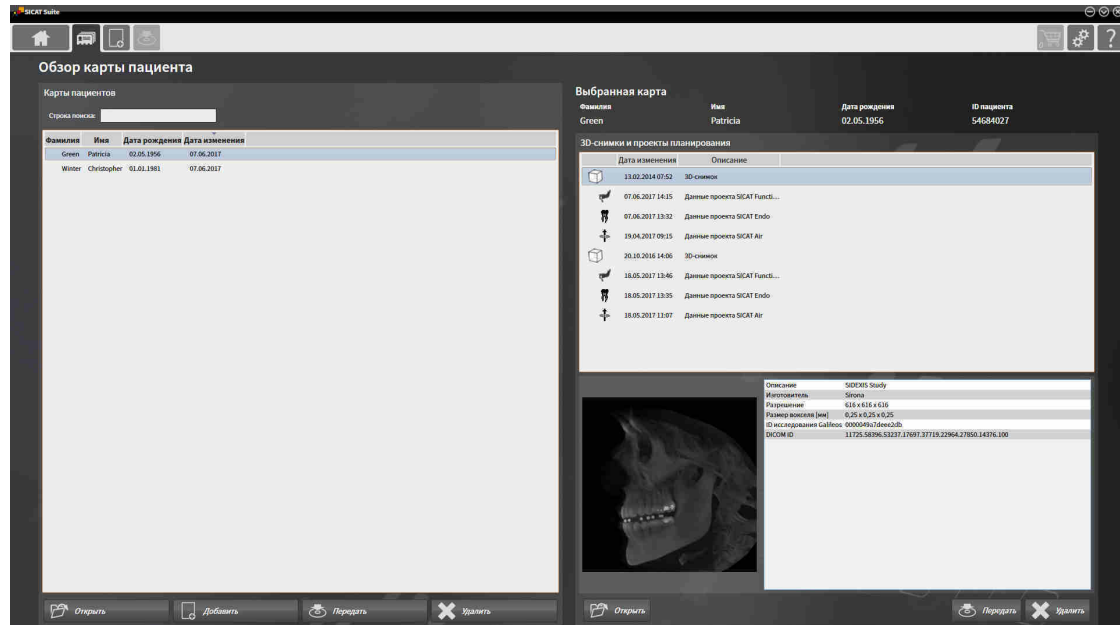 SICAT Suite
Обзор карты пациента
Карты пациентов
Строка поиска:
Фамилия Имя Дата рождения Дата изменения
Green Patricia 02.05.1956 07.06.2017
Winter Christopher 01.01.1981 07.06.2017
Открыть Добавить Передать Удалить
Выбранная карта
Фамилия Имя Дата рождения ID пациента
Green Patricia 02.05.1956 54684027
3D-снимки и проекты планирования
Дата изменения Описание
13.02.2014 07:52 3D-снимок
07.06.2017 14:15 Данные проекта SICAT Functi...
07.06.2017 13:32 Данные проекта SICAT Endo
19.04.2017 09:15 Данные проекта SICAT Air
20.10.2016 14:06 3D-снимок
18.05.2017 13:46 Данные проекта SICAT Functi...
18.05.2017 13:35 Данные проекта SICAT Endo
18.05.2017 11:07 Данные проекта SICAT Air
Описание SIDEXIS Study
Изготовитель Sirona
Разрешение 616 x 616 x 616
Размер вокселя [мм] 0,25 x 0,25 x 0,25
ID исследования Galileos 0000049a7deee2db
DICOM ID 11725.58396.53237.17697.37719.22964.27850.14376.100
Открыть Передать Удалить